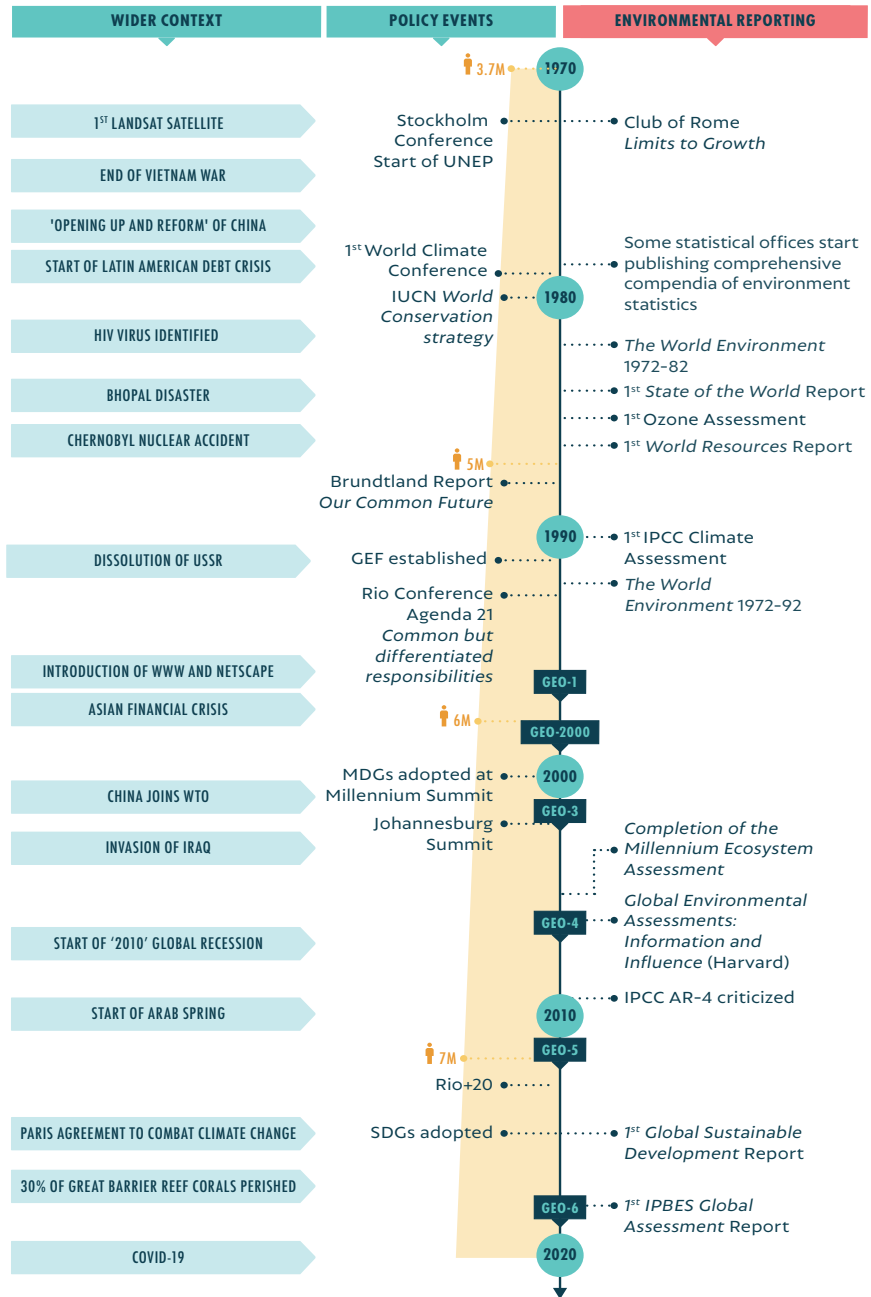 WIDER CONTEXT
POLICY EVENTS
ENVIRONMENTAL REPORTING
3.7M
1970
1ST LANDSAT SATELLITE
Stockholm
Conference
Start of UNEP
Club of Rome
Limits to Growth
END OF VIETNAM WAR
'OPENING UP AND REFORM' OF CHINA
START OF LATIN AMERICAN DEBT CRISIS
1st World Climate
Conference
Some statistical offices start
publishing comprehensive
compendia of environment
statistics
IUCN World
Conservation
strategy
1980
HIV VIRUS IDENTIFIED
The World Environment
1972-82
BHOPAL DISASTER
1st State of the World Report
1st Ozone Assessment
CHERNOBYL NUCLEAR ACCIDENT
1st World Resources Report
5M
Brundtland Report
Our Common Future
1990
1st IPCC Climate
Assessment
DISSOLUTION OF USSR
GEF established
The World
Environment 1972-92
Rio Conference
Agenda 21
Common but
differentiated
responsibilities
INTRODUCTION OF WWW AND NETSCAPE
GEO-1
ASIAN FINANCIAL CRISIS
6M
GEO-2000
MDGs adopted at
Millennium Summit
2000
CHINA JOINS WTO
GEO-3
Johannesburg
Summit
INVASION OF IRAQ
Completion of the
Millennium Ecosystem
Assessment
GEO-4
Global Environmental
Assessments:
Information and
Influence (Harvard)
START OF ‘2010’ GLOBAL RECESSION
IPCC AR-4 criticized
START OF ARAB SPRING
2010
GEO-5
7M
Rio+20
PARIS AGREEMENT TO COMBAT CLIMATE CHANGE
SDGs adopted
1st Global Sustainable
Development Report
30% OF GREAT BARRIER REEF CORALS PERISHED
GEO-6
1st IPBES Global
Assessment Report
COVID-19
2020